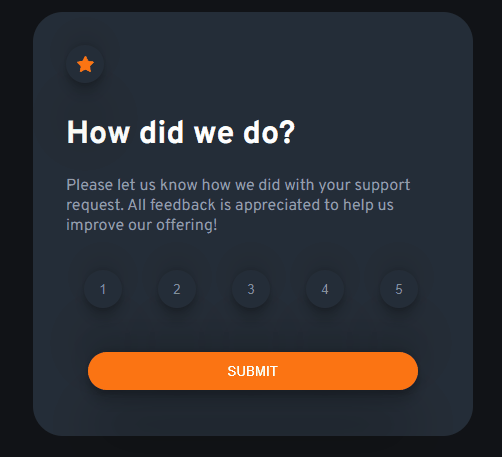 How did we do?
Please let us know how we did with your support
request. All feedback is appreciated to help us
improve our offering!
1 2 3 4 5
SUBMIT